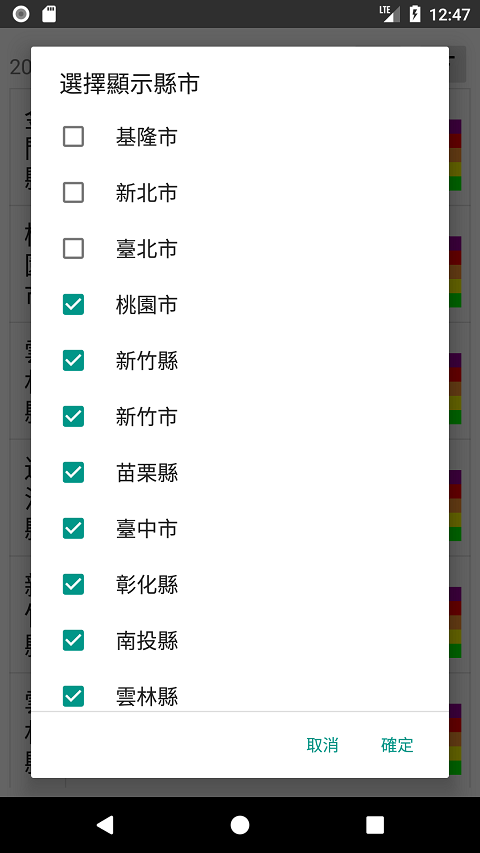 LTE 12:47
20
選擇顯示縣市
基隆市
新北市
臺北市
桃園市
新竹縣
新竹市
苗栗縣
臺中市
彰化縣
南投縣
雲林縣
取消 確定